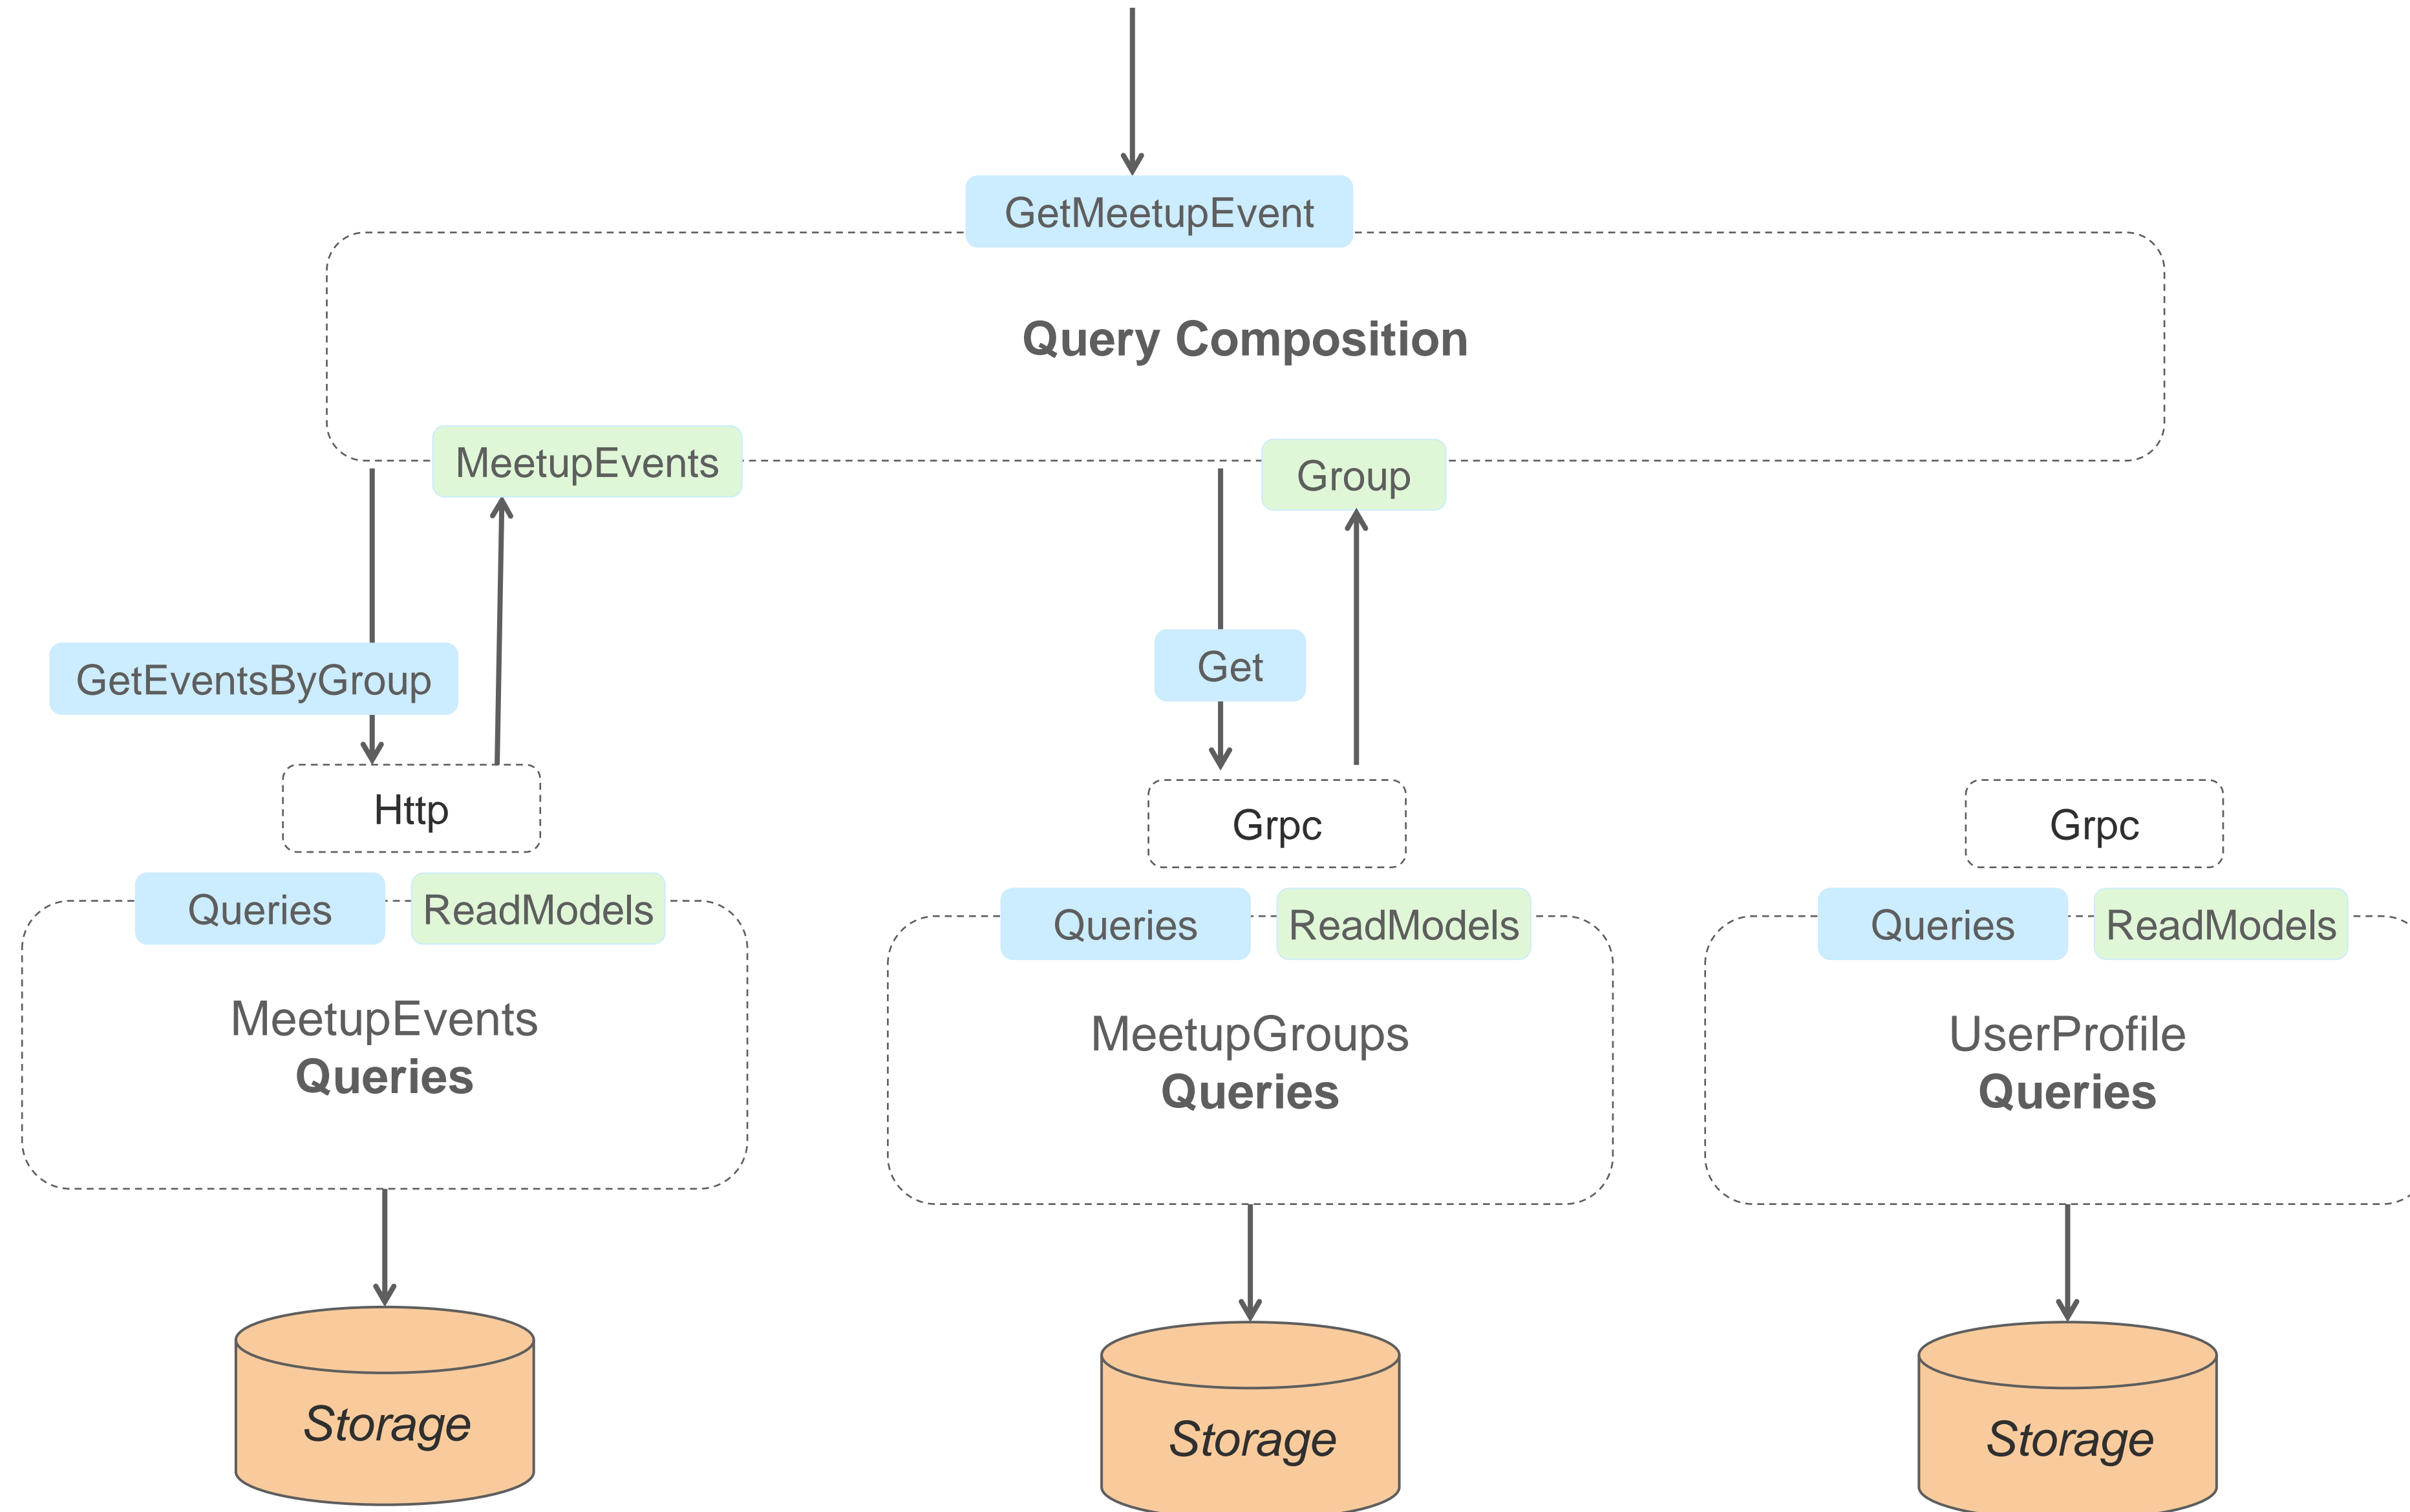 GetMeetupEvent
Query Composition
MeetupEvents
Group
GetEventsByGroup
Get
Http
Grpc
Grpc
Queries
ReadModels
Queries
ReadModels
Queries
ReadModels
MeetupEvents
Queries
MeetupGroups
Queries
UserProfile
Queries
Storage
Storage
Storage